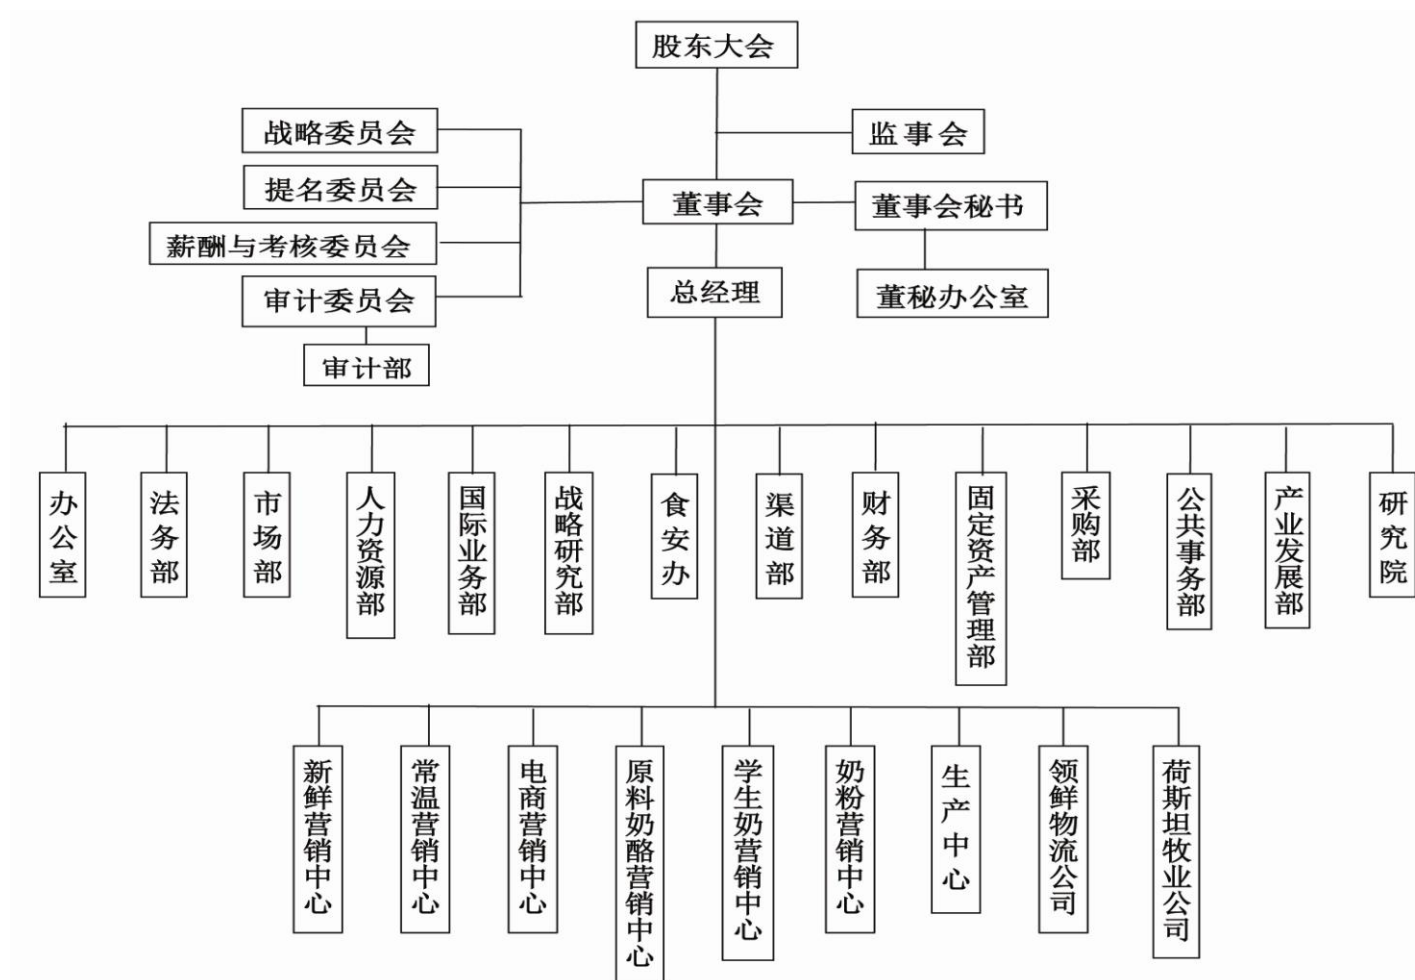 股东大会
战略委员会
监事会
提名委员会
董事会
董事会秘书
薪酬与考核委员会
审计委员会
总经理
董秘办公室
审计部
办公室
法务部
市场部
人力资源部
国际业务部
战略研究部
食安办
渠道部
财务部
固定资产管理部
采购部
公共事务部
产业发展部
研究院
新鲜营销中心
常温营销中心
电商营销中心
原料奶酪营销中心
学生奶营销中心
奶粉营销中心
生产中心
领鲜物流公司
荷斯坦牧业公司